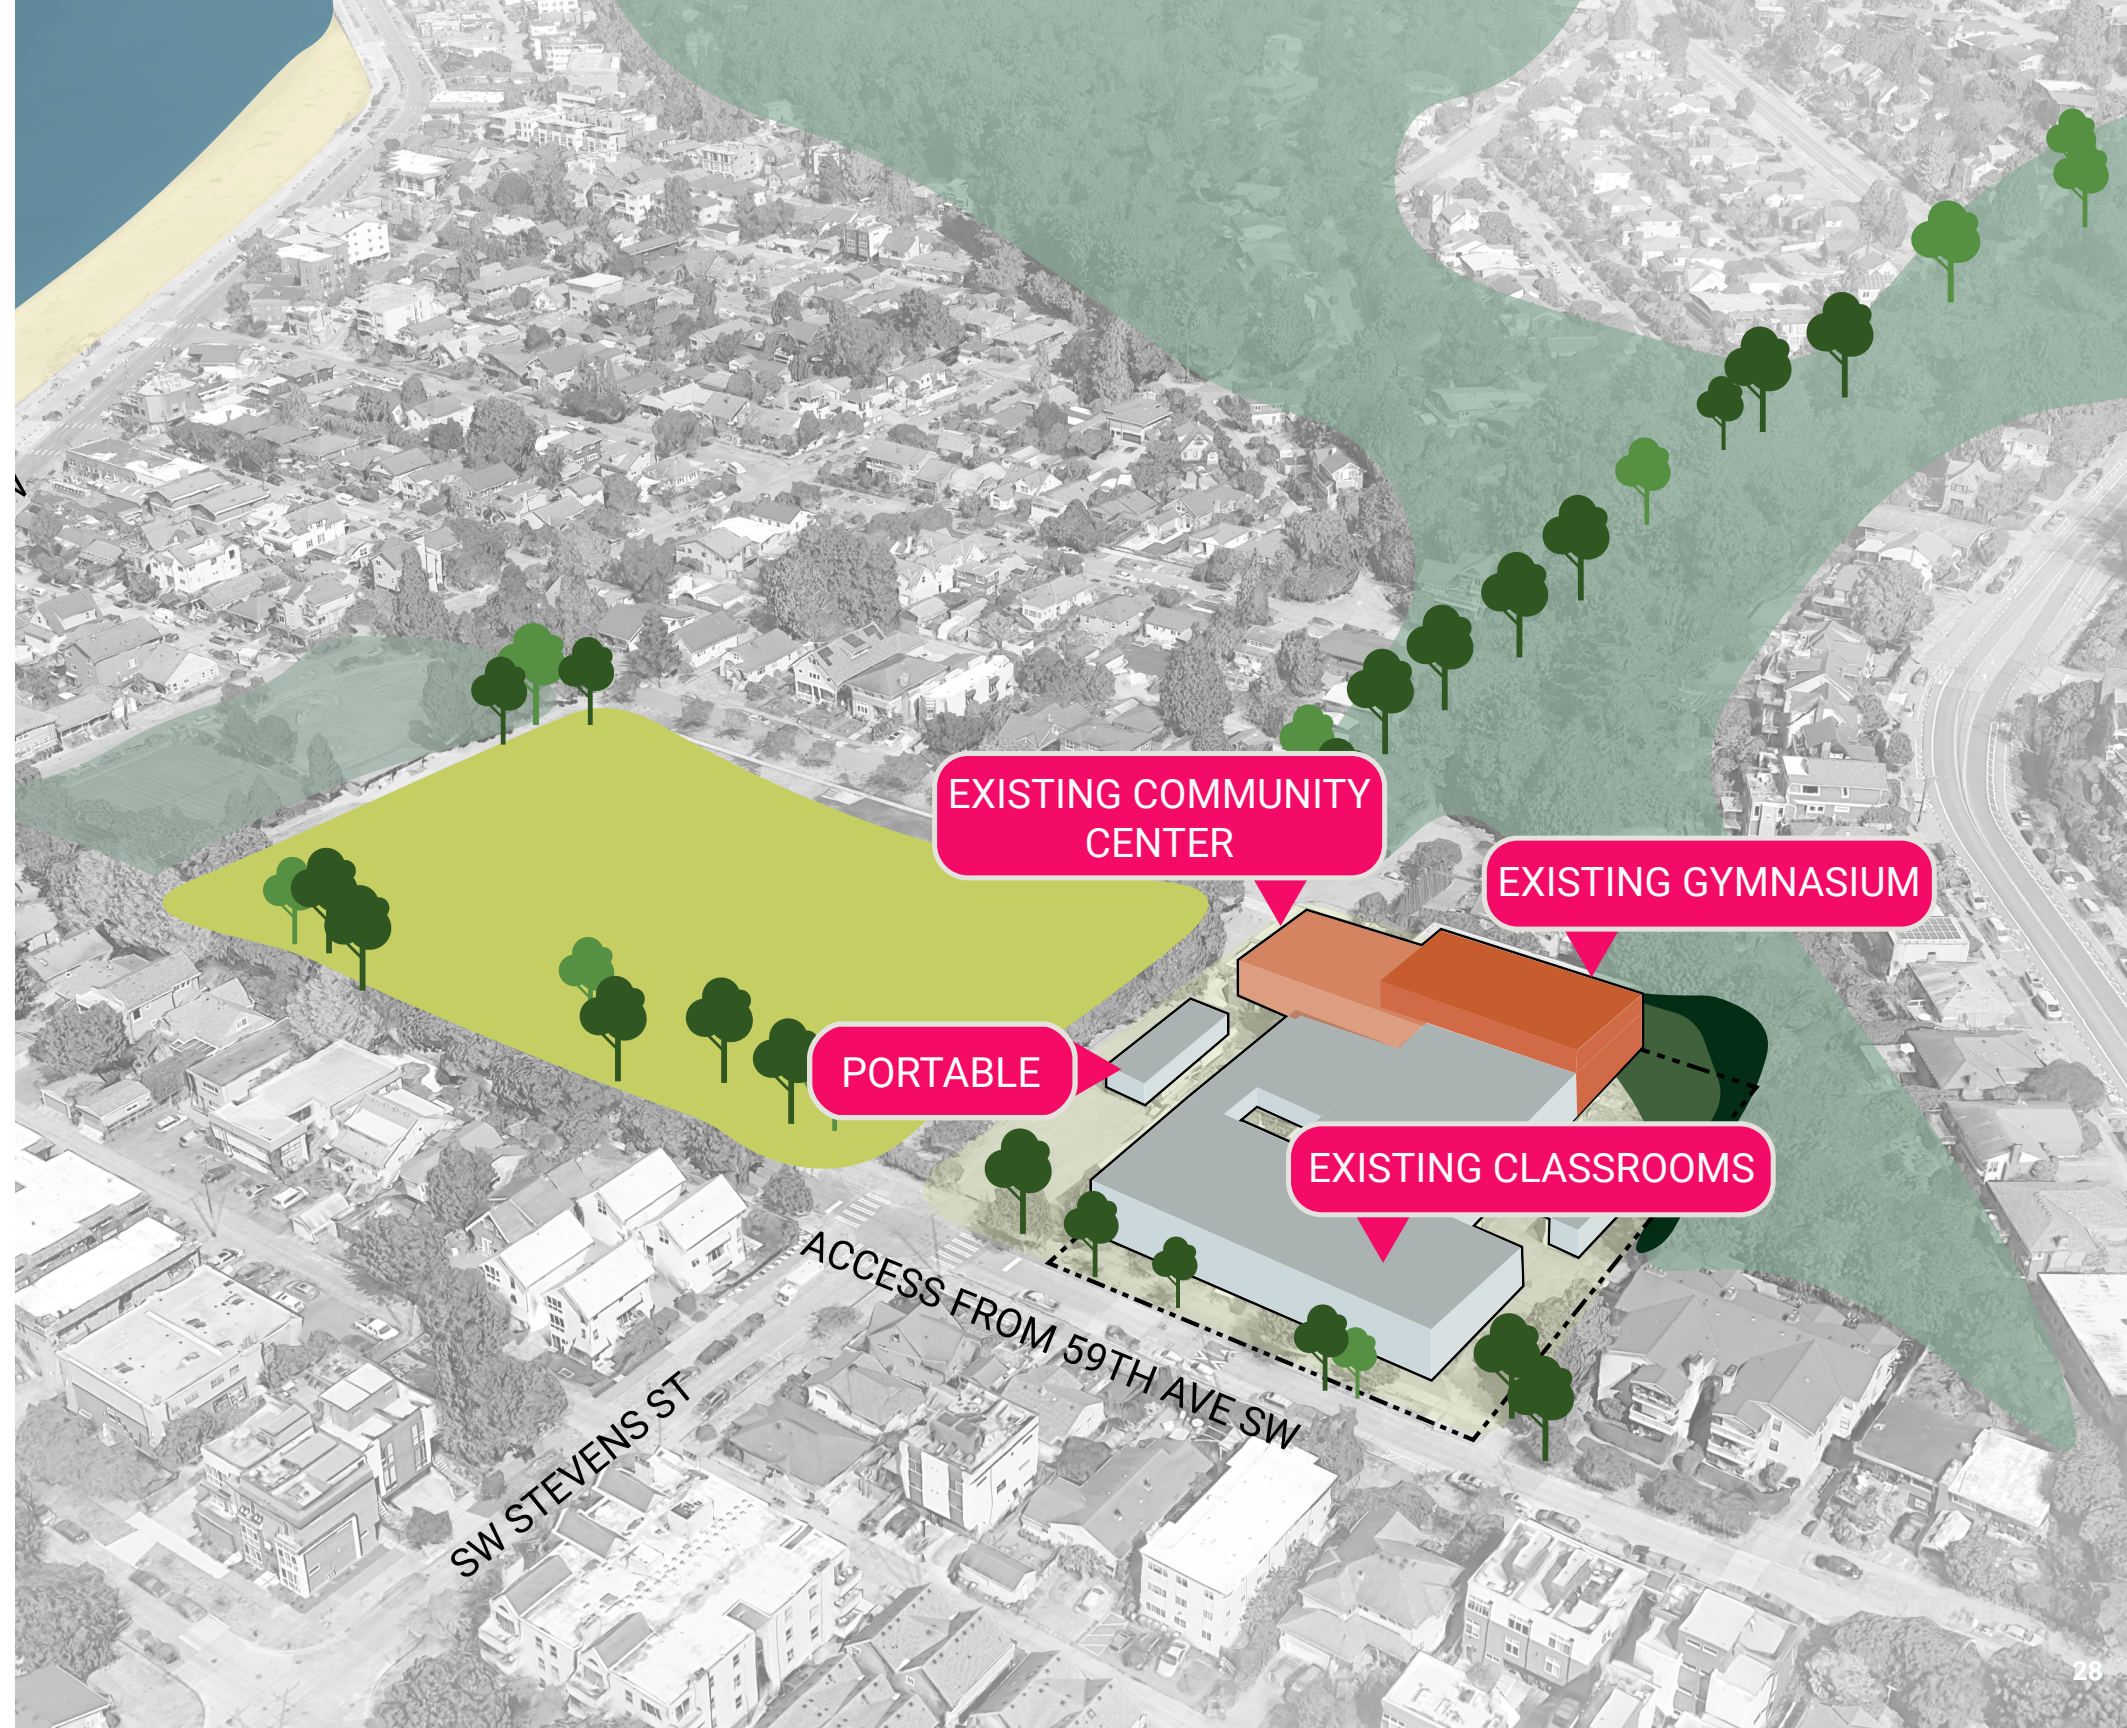 EXISTING COMMUNITY
CENTER
EXISTING GYMNASIUM
PORTABLE
EXISTING CLASSROOMS
ACCESS FROM 59TH AVE SW
SW STEVENS ST
28